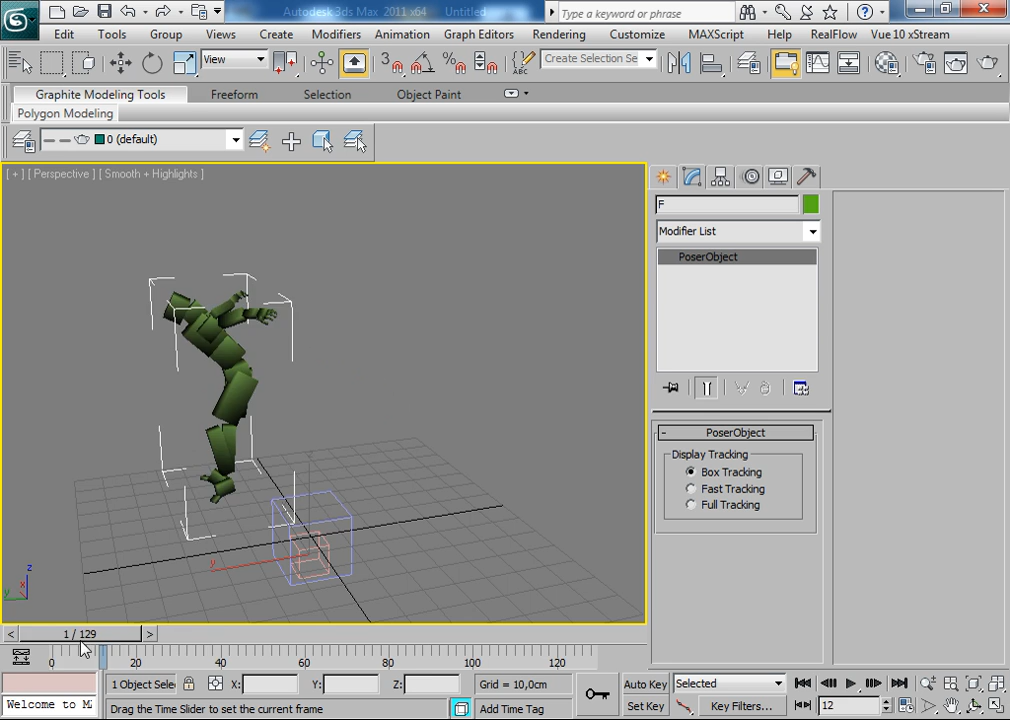 Autodesk 3ds Max 2011 x64 Untitled
Type a keyword or phrase
Edit Tools Group Views Create Modifiers Animation Graph Editors Rendering Customize MAXScript Help RealFlow Vue 10 xStream
View
3
Create Selection Se
Graphite Modeling Tools Freeform Selection Object Paint
Polygon Modeling
0 (default)
[ + ] [ Perspective ] [ Smooth + Highlights ]
F
Modifier List
PoserObject
- PoserObject
Display Tracking
Box Tracking
Fast Tracking
Full Tracking
y
z
x
y
< 1 / 129 >
0 20 40 60 80 100 120
1 Object Sele X: Y: Z: Grid = 10,0cm Auto Key Selected
Welcome to M
Drag the Time Slider to set the current frame Add Time Tag Set Key Key Filters... 12